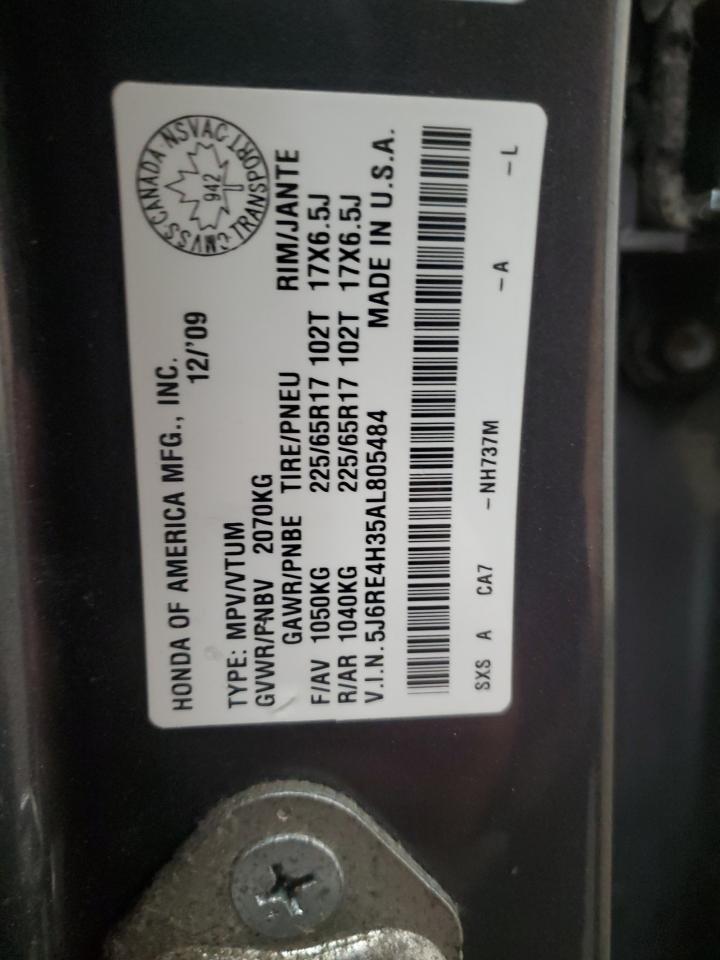 HONDA OF AMERICA MFG., INC.
12/'09
CANADA NSVAC TRANSPORT CMVSS
942
TYPE: MPV/VTUM
GVWR/PNBV 2070KG
GAWR/PNBE TIRE/PNEU RIM/JANTE
F/AV 1050KG 225/65R17 102T 17X6.5J
R/AR 1040KG 225/65R17 102T 17X6.5J
V.I.N. 5J6RE4H35AL805484 MADE IN U.S.A.
SXS A CA7 -NH737M -A -L